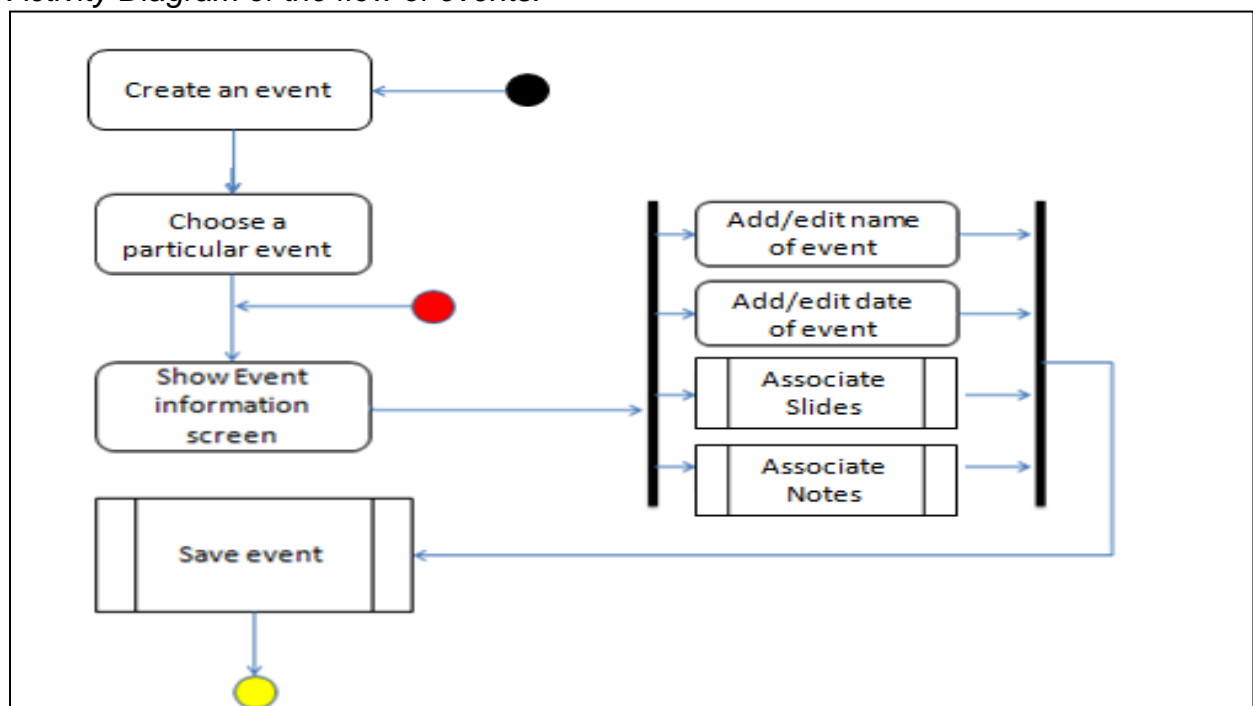 Activity Diagram of the flow of events:
Create an event
Choose a
particular event
Show Event
information
screen
Add/edit name
of event
Add/edit date
of event
Associate
Slides
Associate
Notes
Save event